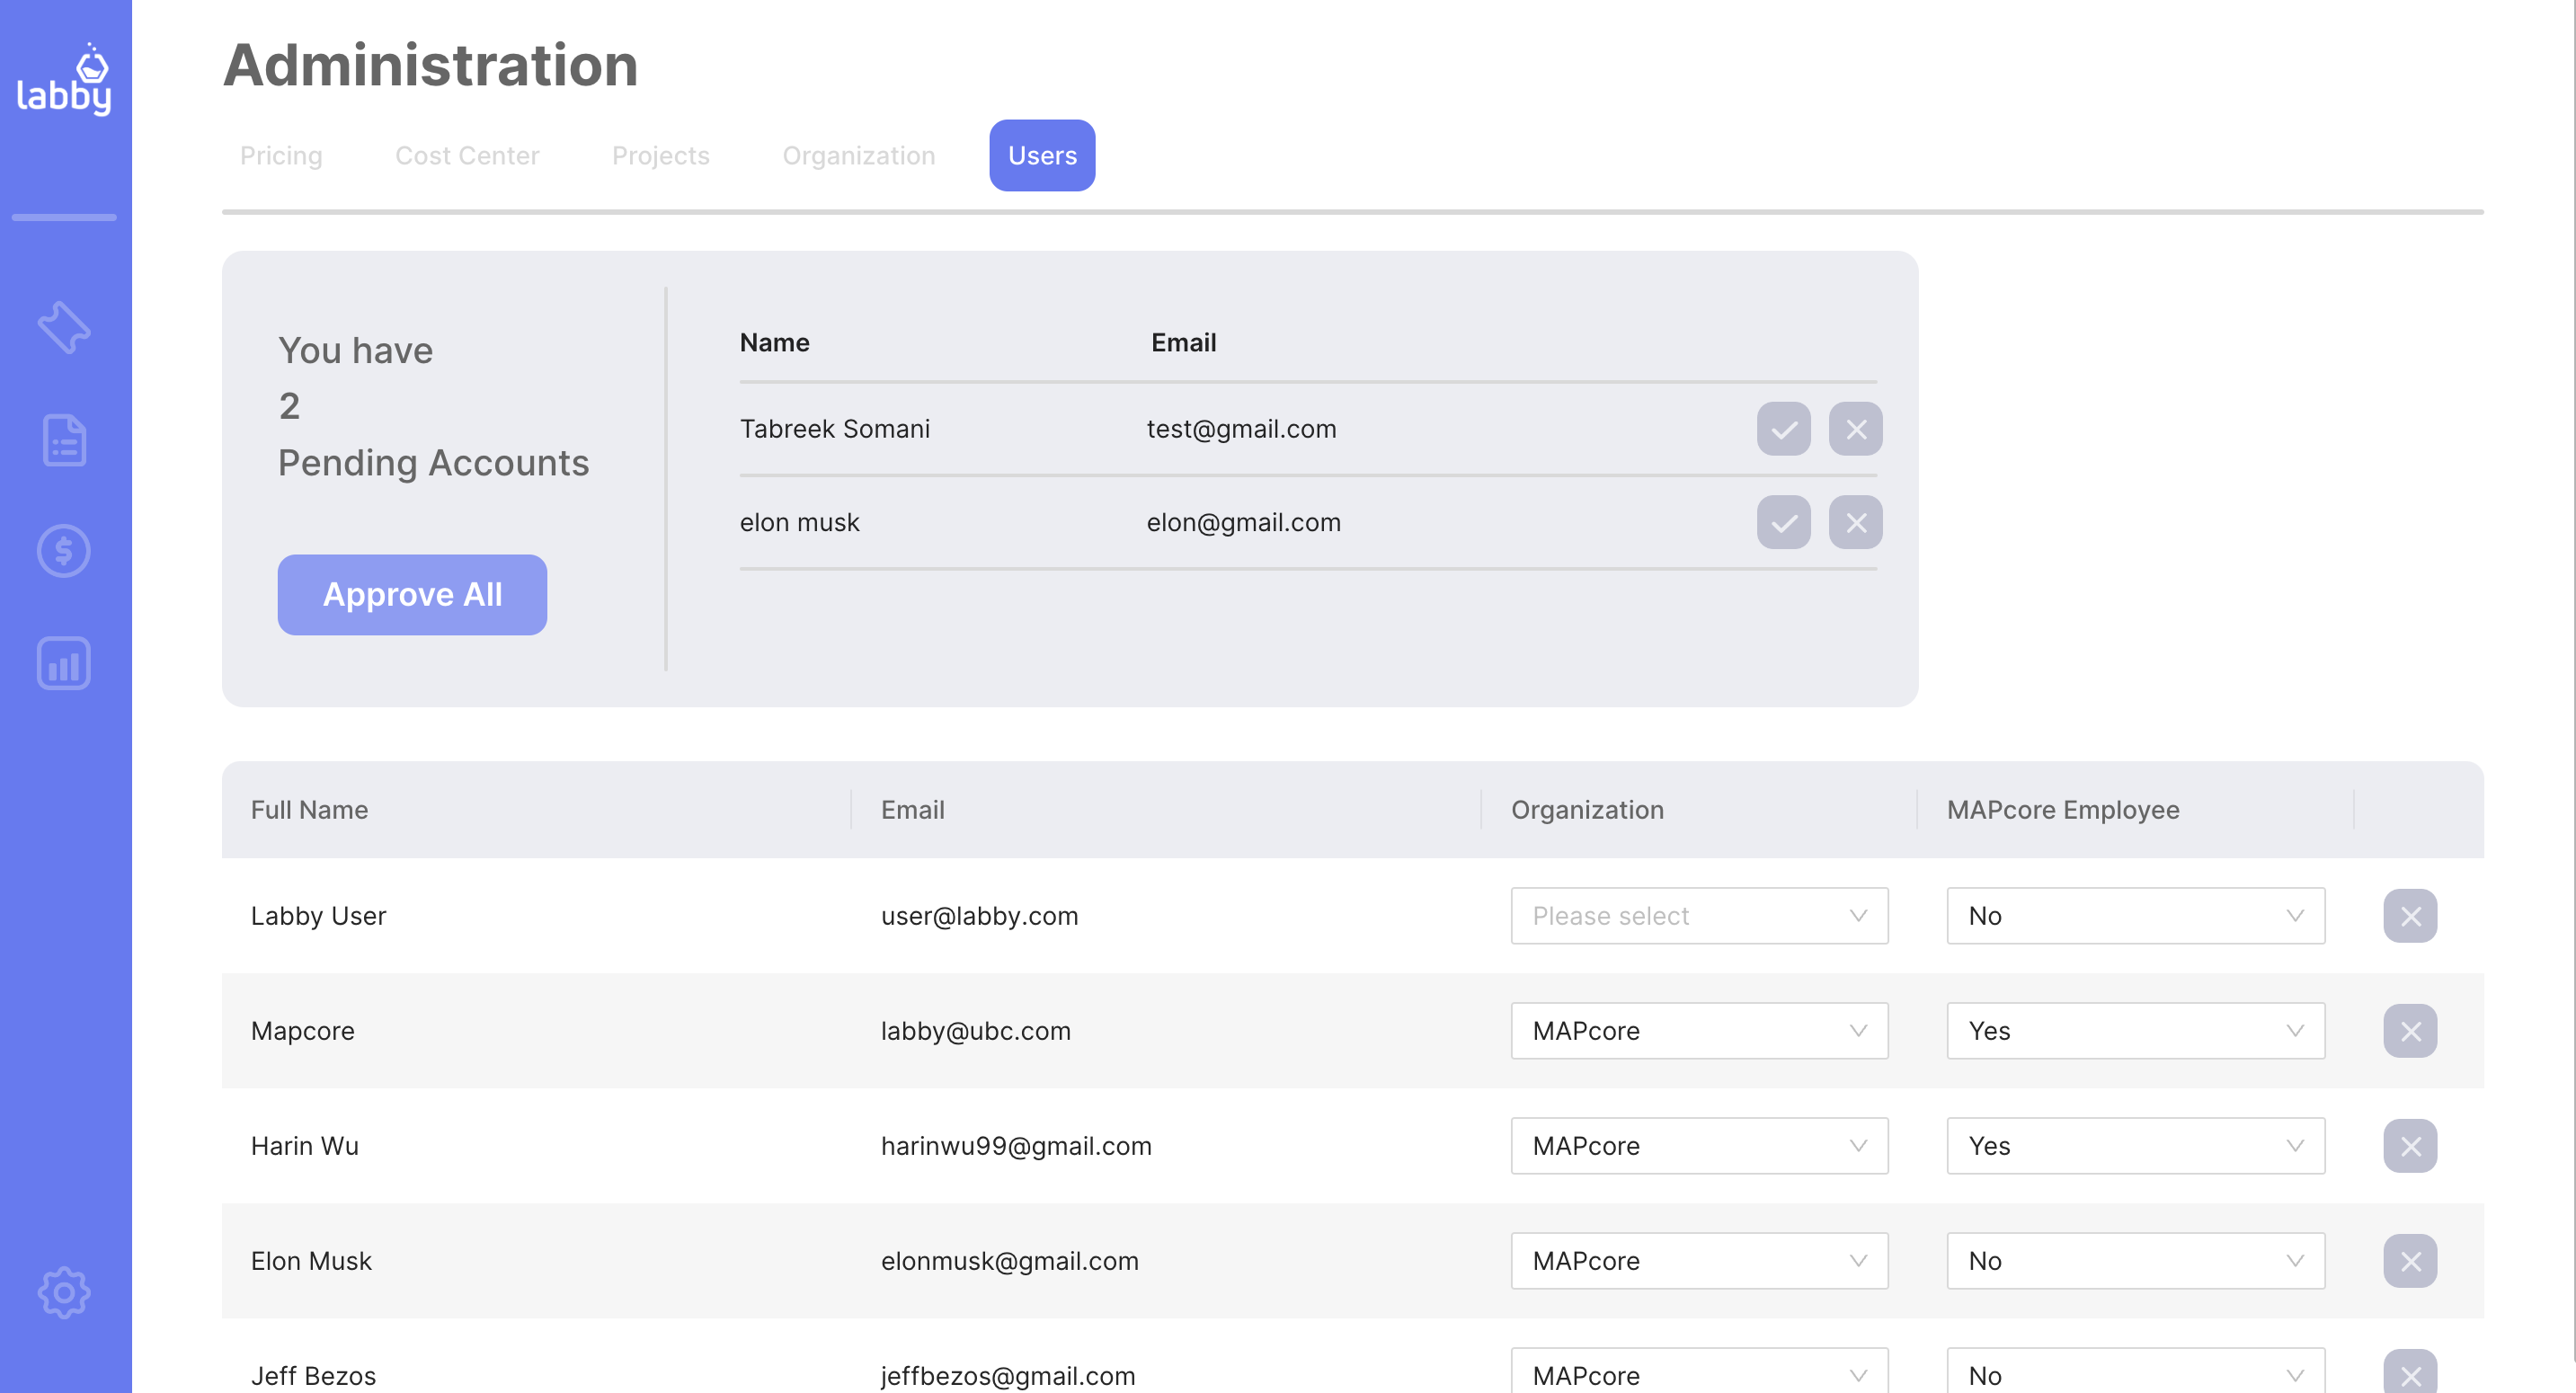 labby
Administration
Pricing Cost Center Projects Organization Users
You have
2
Pending Accounts
Approve All
Name Email
Tabreek Somani test@gmail.com
elon musk elon@gmail.com
Full Name Email Organization MAPcore Employee
Labby User user@labby.com Please select No
Mapcore labby@ubc.com MAPcore Yes
Harin Wu harinwu99@gmail.com MAPcore Yes
Elon Musk elonmusk@gmail.com MAPcore No
Jeff Bezos jeffbezos@gmail.com MAPcore No